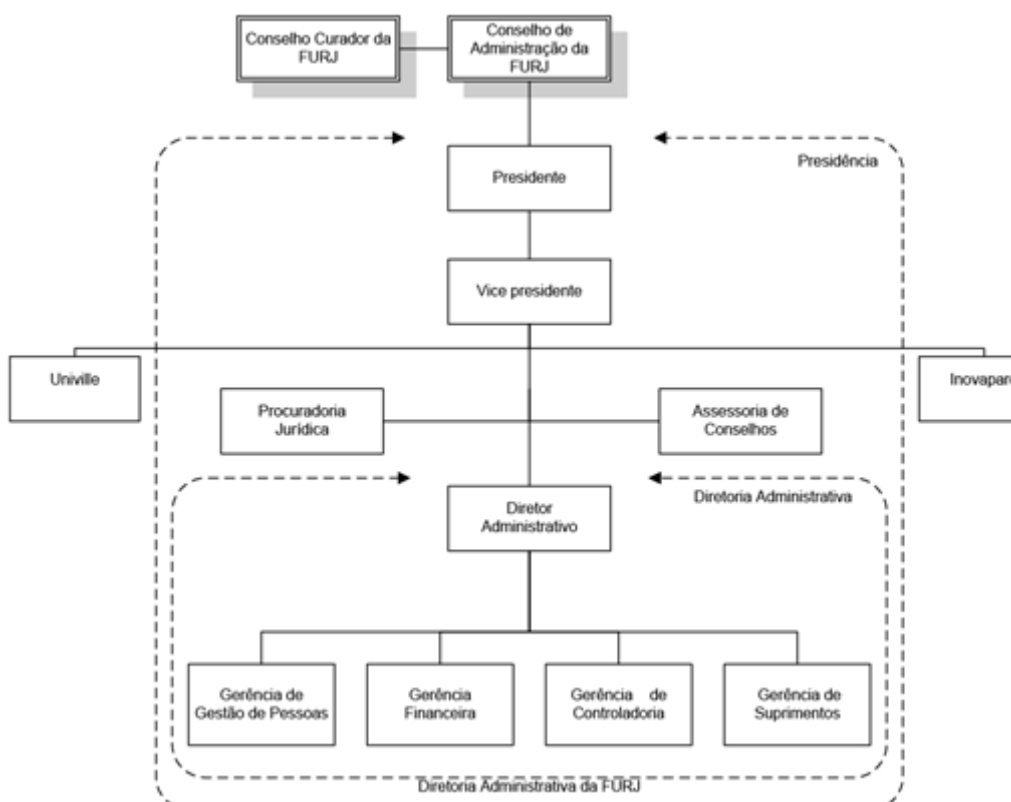 Conselho Curador da
FURJ
Conselho de
Administração da
FURJ
Presidência
Presidente
Vice presidente
Univille
Inovaparq
Procuradoria
Jurídica
Assessoria de
Conselhos
Diretoria Administrativa
Diretor
Administrativo
Gerência de
Gestão de Pessoas
Gerência
Financeira
Gerência de
Controladoria
Gerência de
Suprimentos
Diretoria Administrativa da FURJ